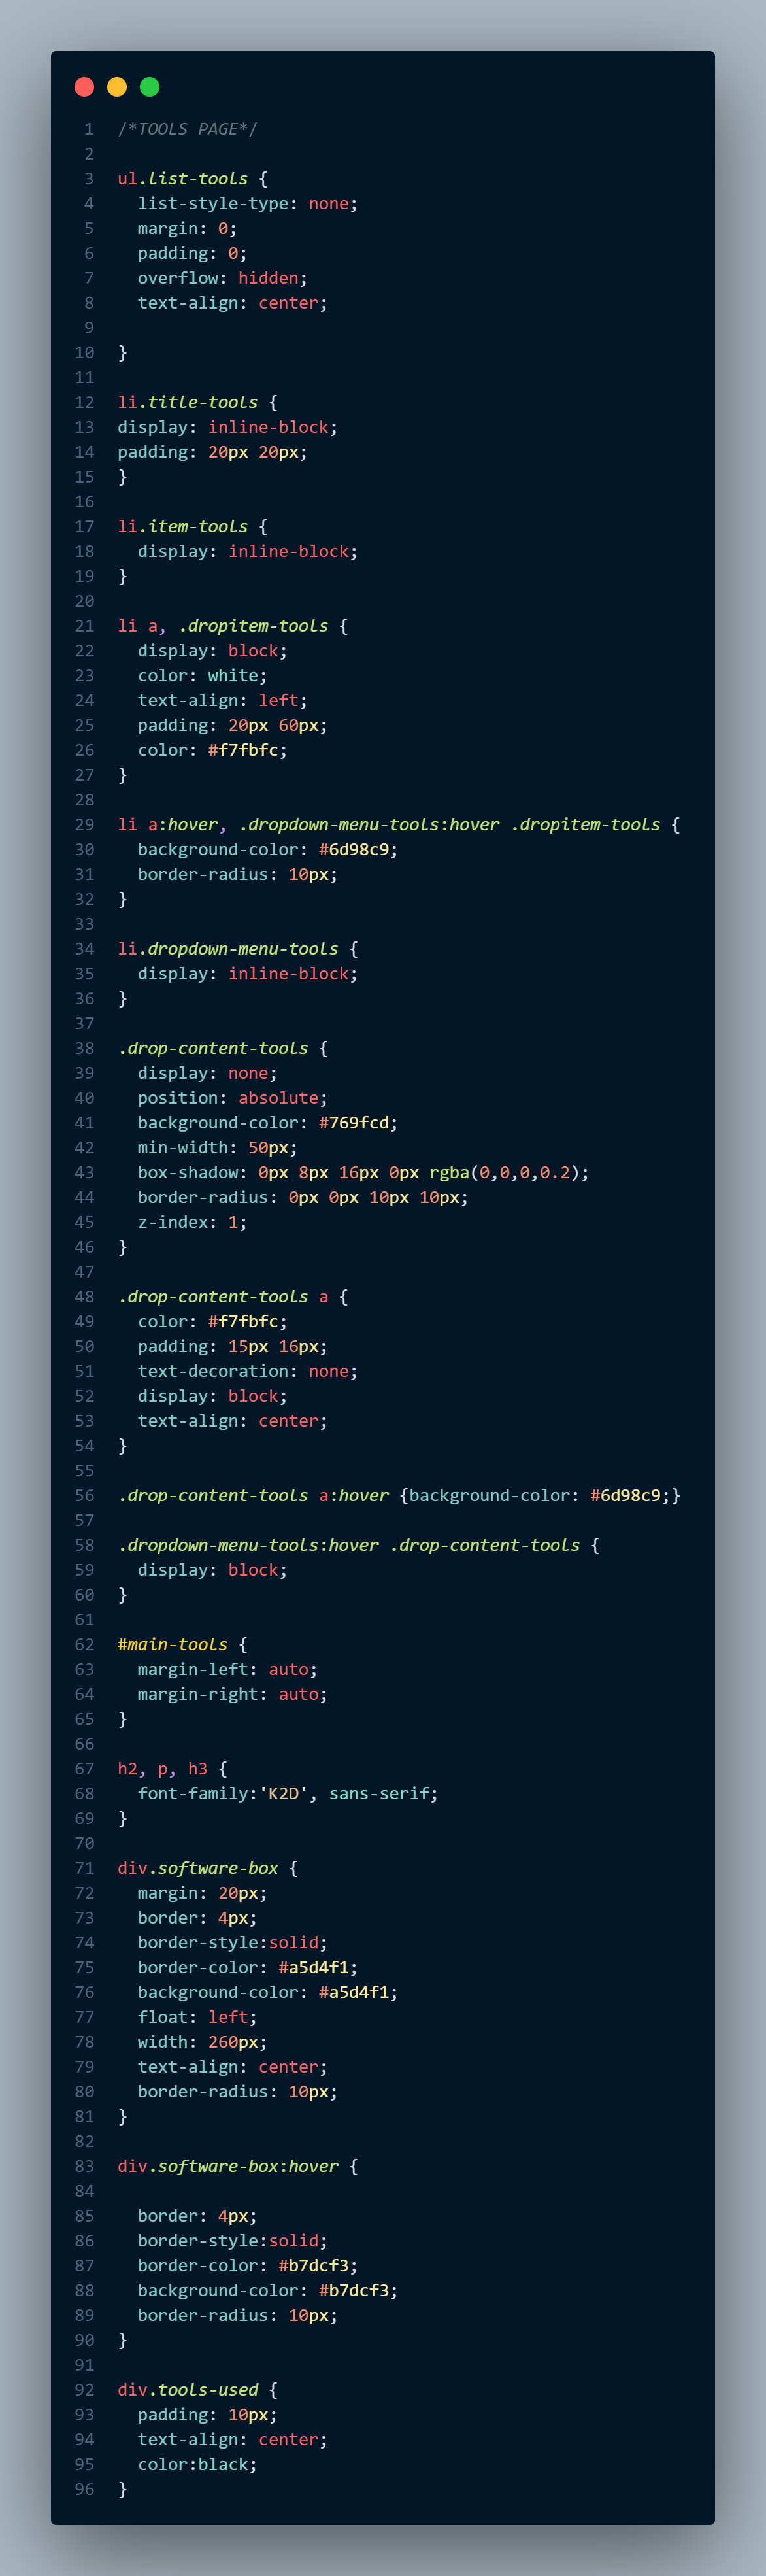 1 /*TOOLS PAGE*/
2
3 ul.list-tools {
4   list-style-type: none;
5   margin: 0;
6   padding: 0;
7   overflow: hidden;
8   text-align: center;
9
10 }
11
12 li.title-tools {
13 display: inline-block;
14 padding: 20px 20px;
15 }
16
17 li.item-tools {
18   display: inline-block;
19 }
20
21 li a, .dropitem-tools {
22   display: block;
23   color: white;
24   text-align: left;
25   padding: 20px 60px;
26   color: #f7fbfc;
27 }
28
29 li a:hover, .dropdown-menu-tools:hover .dropitem-tools {
30   background-color: #6d98c9;
31   border-radius: 10px;
32 }
33
34 li.dropdown-menu-tools {
35   display: inline-block;
36 }
37
38 .drop-content-tools {
39   display: none;
40   position: absolute;
41   background-color: #769fcd;
42   min-width: 50px;
43   box-shadow: 0px 8px 16px 0px rgba(0,0,0,0.2);
44   border-radius: 0px 0px 10px 10px;
45   z-index: 1;
46 }
47
48 .drop-content-tools a {
49   color: #f7fbfc;
50   padding: 15px 16px;
51   text-decoration: none;
52   display: block;
53   text-align: center;
54 }
55
56 .drop-content-tools a:hover {background-color: #6d98c9;}
57
58 .dropdown-menu-tools:hover .drop-content-tools {
59   display: block;
60 }
61
62 #main-tools {
63   margin-left: auto;
64   margin-right: auto;
65 }
66
67 h2, p, h3 {
68   font-family:'K2D', sans-serif;
69 }
70
71 div.software-box {
72   margin: 20px;
73   border: 4px;
74   border-style:solid;
75   border-color: #a5d4f1;
76   background-color: #a5d4f1;
77   float: left;
78   width: 260px;
79   text-align: center;
80   border-radius: 10px;
81 }
82
83 div.software-box:hover {
84
85   border: 4px;
86   border-style:solid;
87   border-color: #b7dcf3;
88   background-color: #b7dcf3;
89   border-radius: 10px;
90 }
91
92 div.tools-used {
93   padding: 10px;
94   text-align: center;
95   color:black;
96 }